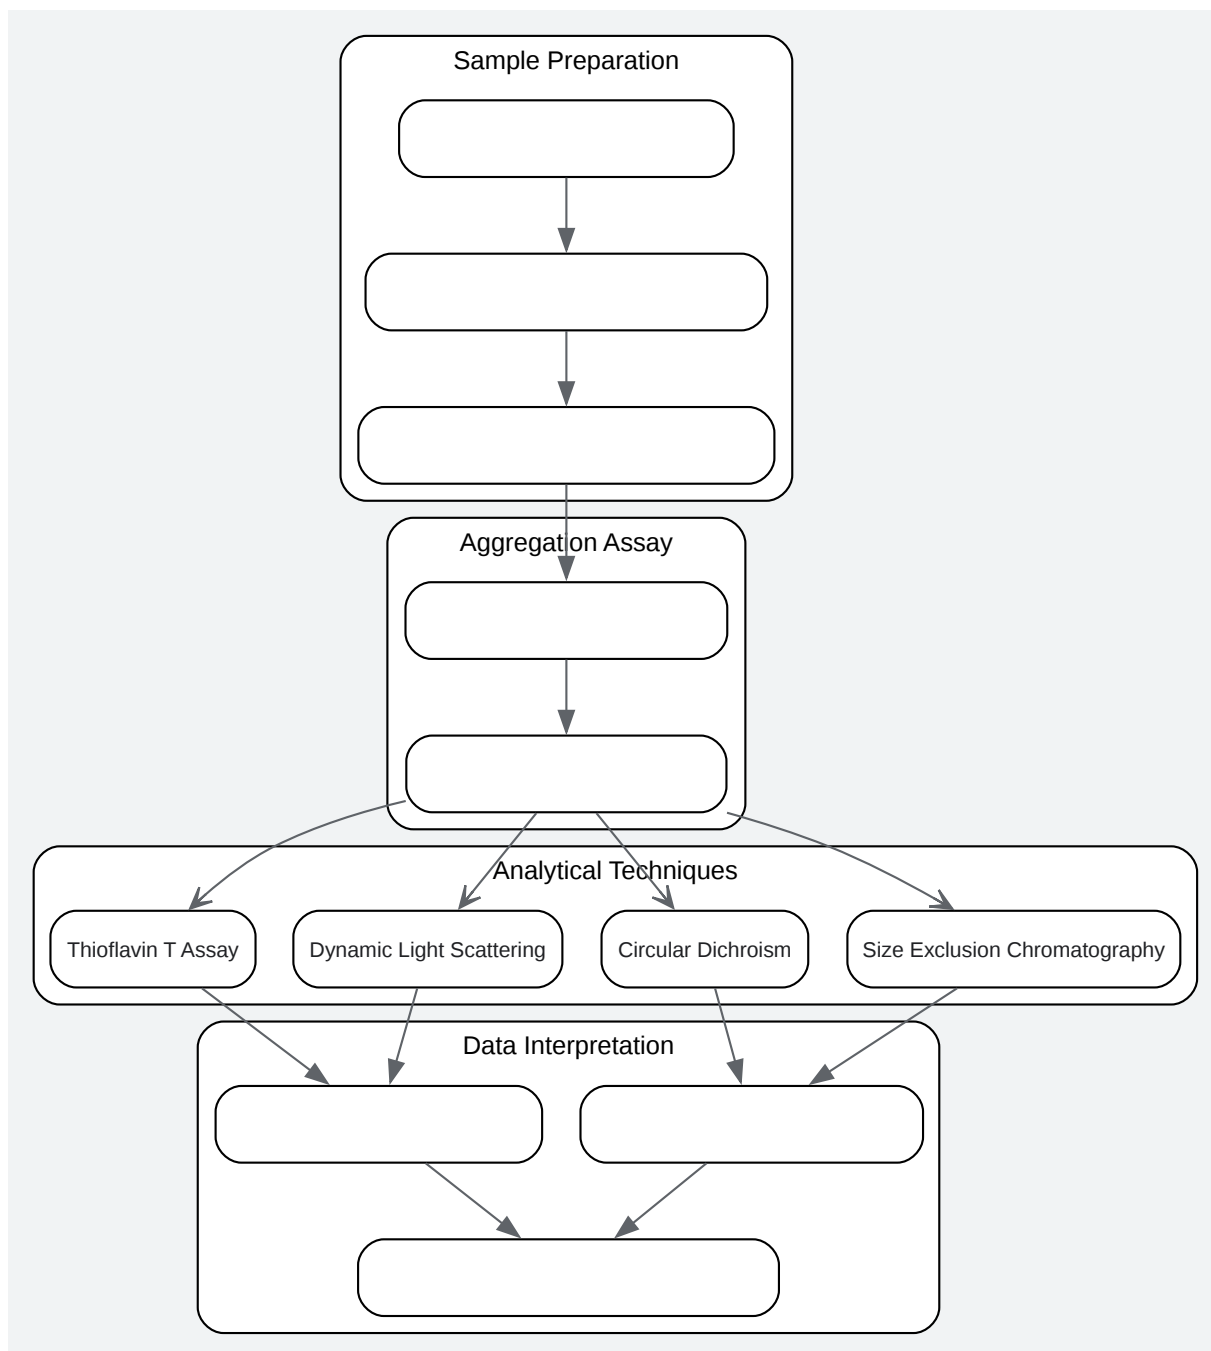 Sample Preparation
Aggregation Assay
Analytical Techniques
Thioflavin T Assay
Dynamic Light Scattering
Circular Dichroism
Size Exclusion Chromatography
Data Interpretation